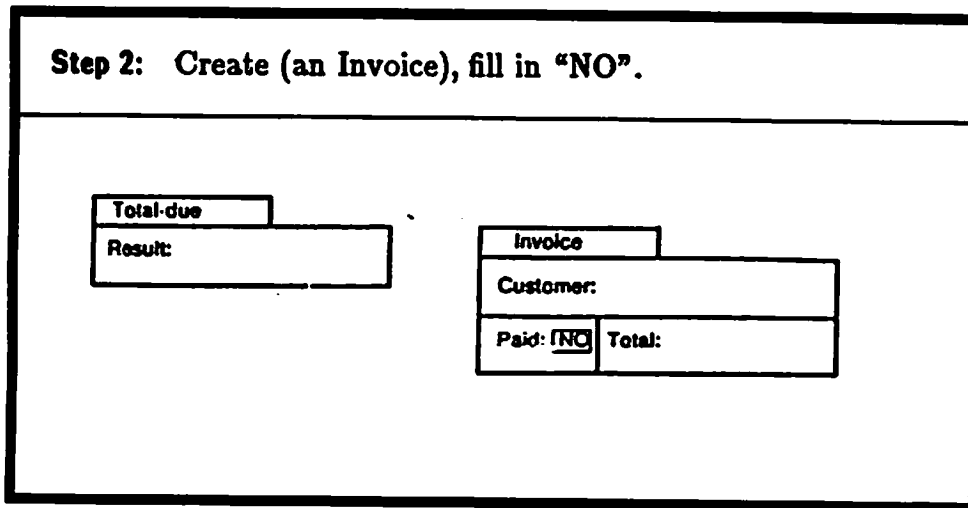 Step 2: Create (an Invoice), fill in “NO”.
Total-due
Result:
Invoice
Customer:
Paid: NO Total: